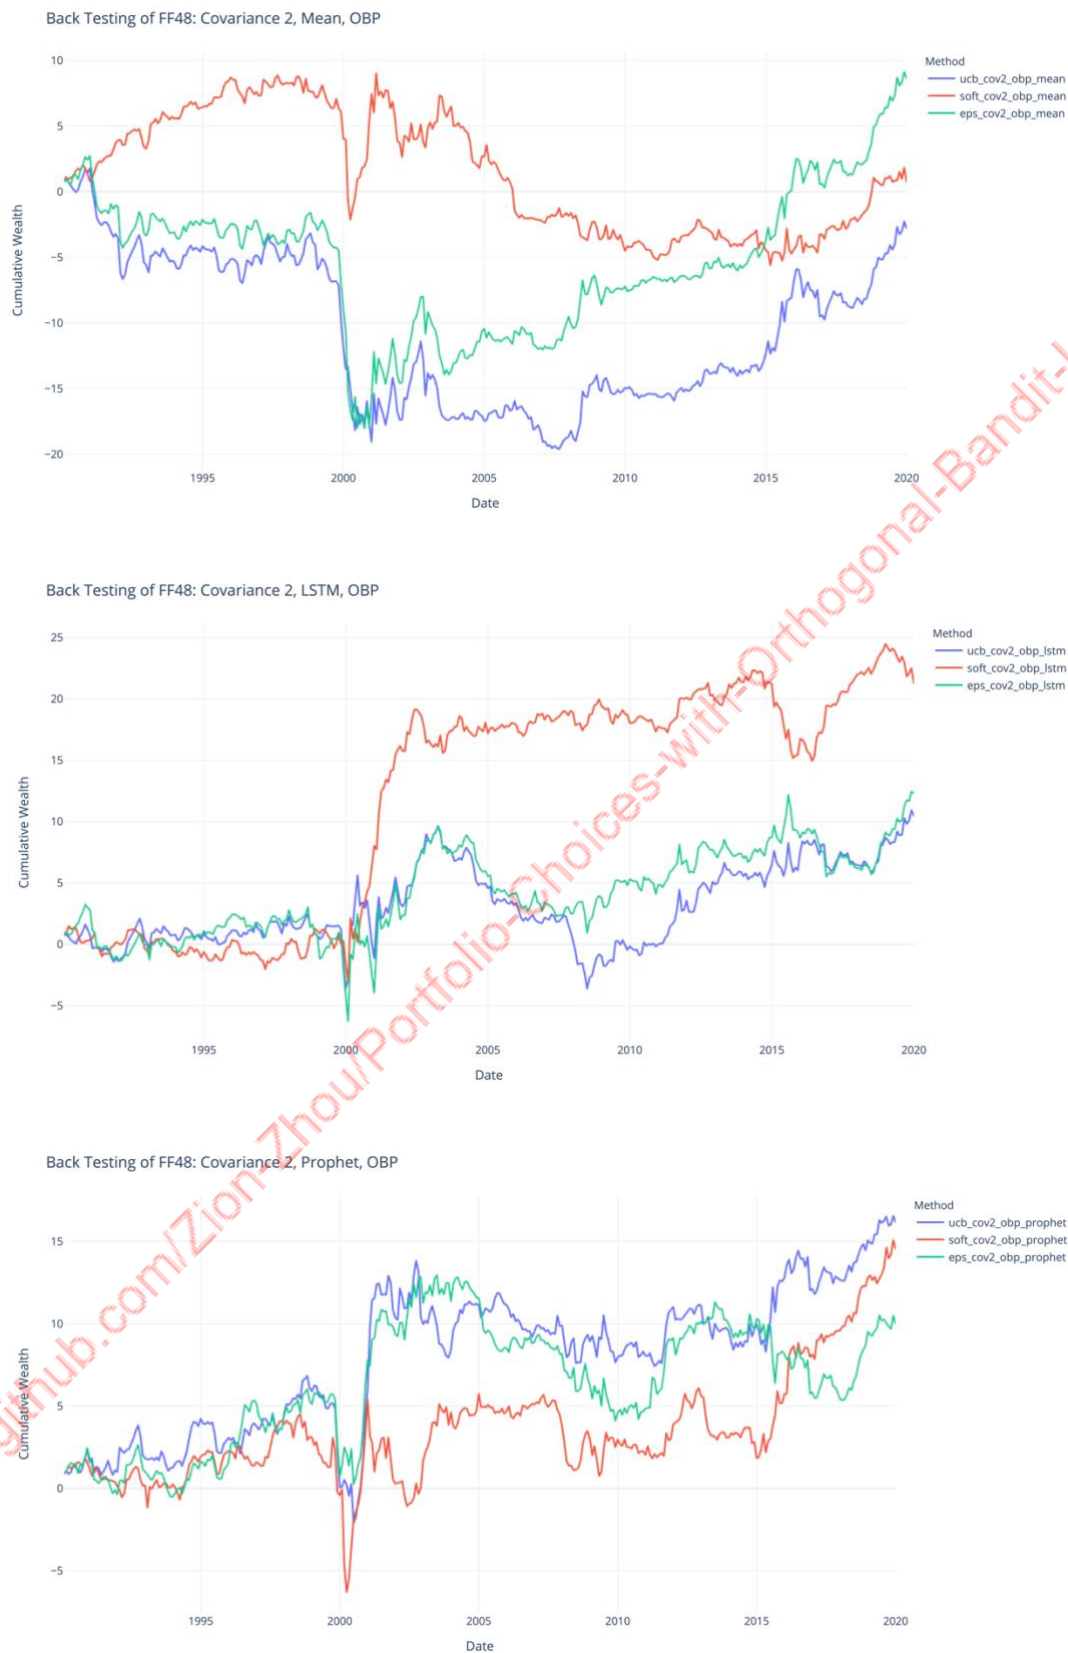 Back Testing of FF48: Covariance 2, Mean, OBP
Method
ucb_cov2_obp_mean
soft_cov2_obp_mean
eps_cov2_obp_mean
Cumulative Wealth
10
5
0
−5
−10
−15
−20
1995
2000
2005
2010
2015
2020
Date
Back Testing of FF48: Covariance 2, LSTM, OBP
Method
ucb_cov2_obp_lstm
soft_cov2_obp_lstm
eps_cov2_obp_lstm
Cumulative Wealth
25
20
15
10
5
0
−5
1995
2000
2005
2010
2015
2020
Date
Back Testing of FF48: Covariance 2, Prophet, OBP
Method
ucb_cov2_obp_prophet
soft_cov2_obp_prophet
eps_cov2_obp_prophet
Cumulative Wealth
15
10
5
0
−5
1995
2000
2005
2010
2015
2020
Date
github.com/Zion-Zhou/Portfolio-Choices-with-Orthogonal-Bandit-